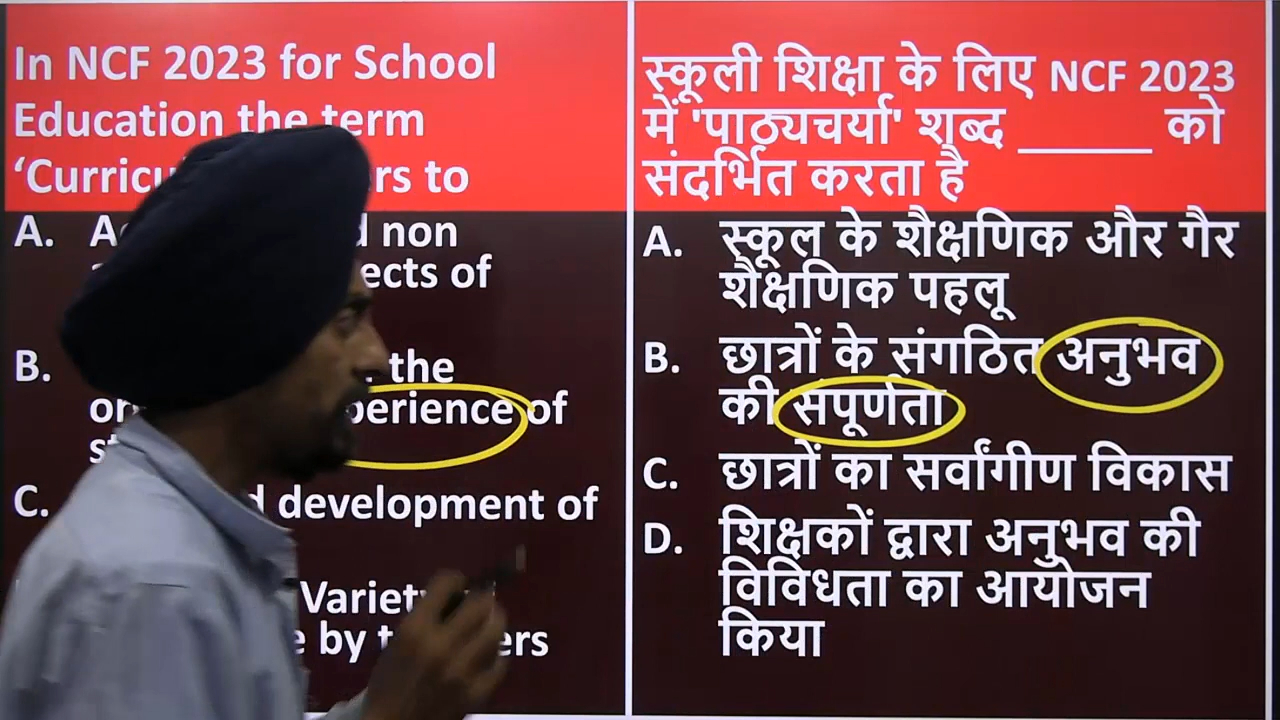 In NCF 2023 for School
Education the term
‘Curricu rs to
A. A d non
ects of
B. the
or perience of
st
C. d development of
Variety
e by t ers
स्कूली शिक्षा के लिए NCF 2023
में 'पाठ्यचर्या' शब्द ______ को
संदर्भित करता है
A. स्कूल के शैक्षणिक और गैर
शैक्षणिक पहलू
B. छात्रों के संगठित अनुभव
की संपूर्णता
C. छात्रों का सर्वांगीण विकास
D. शिक्षकों द्वारा अनुभव की
विविधता का आयोजन
किया